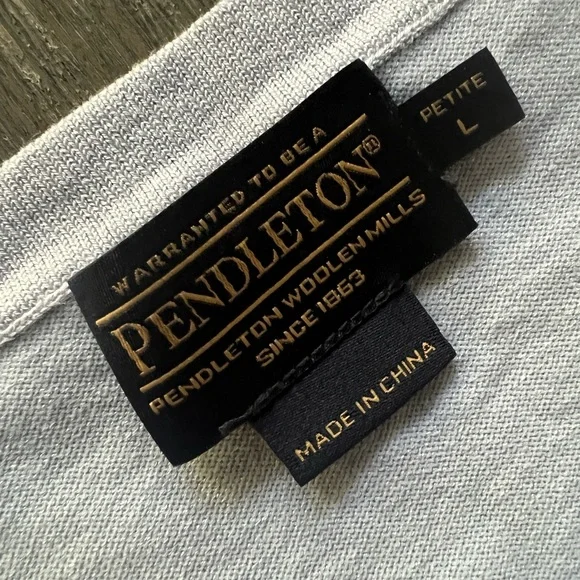 WARRANTED TO BE A
PENDLETON®
PENDLETON WOOLEN MILLS
SINCE 1863
PETITE
L
MADE IN CHINA